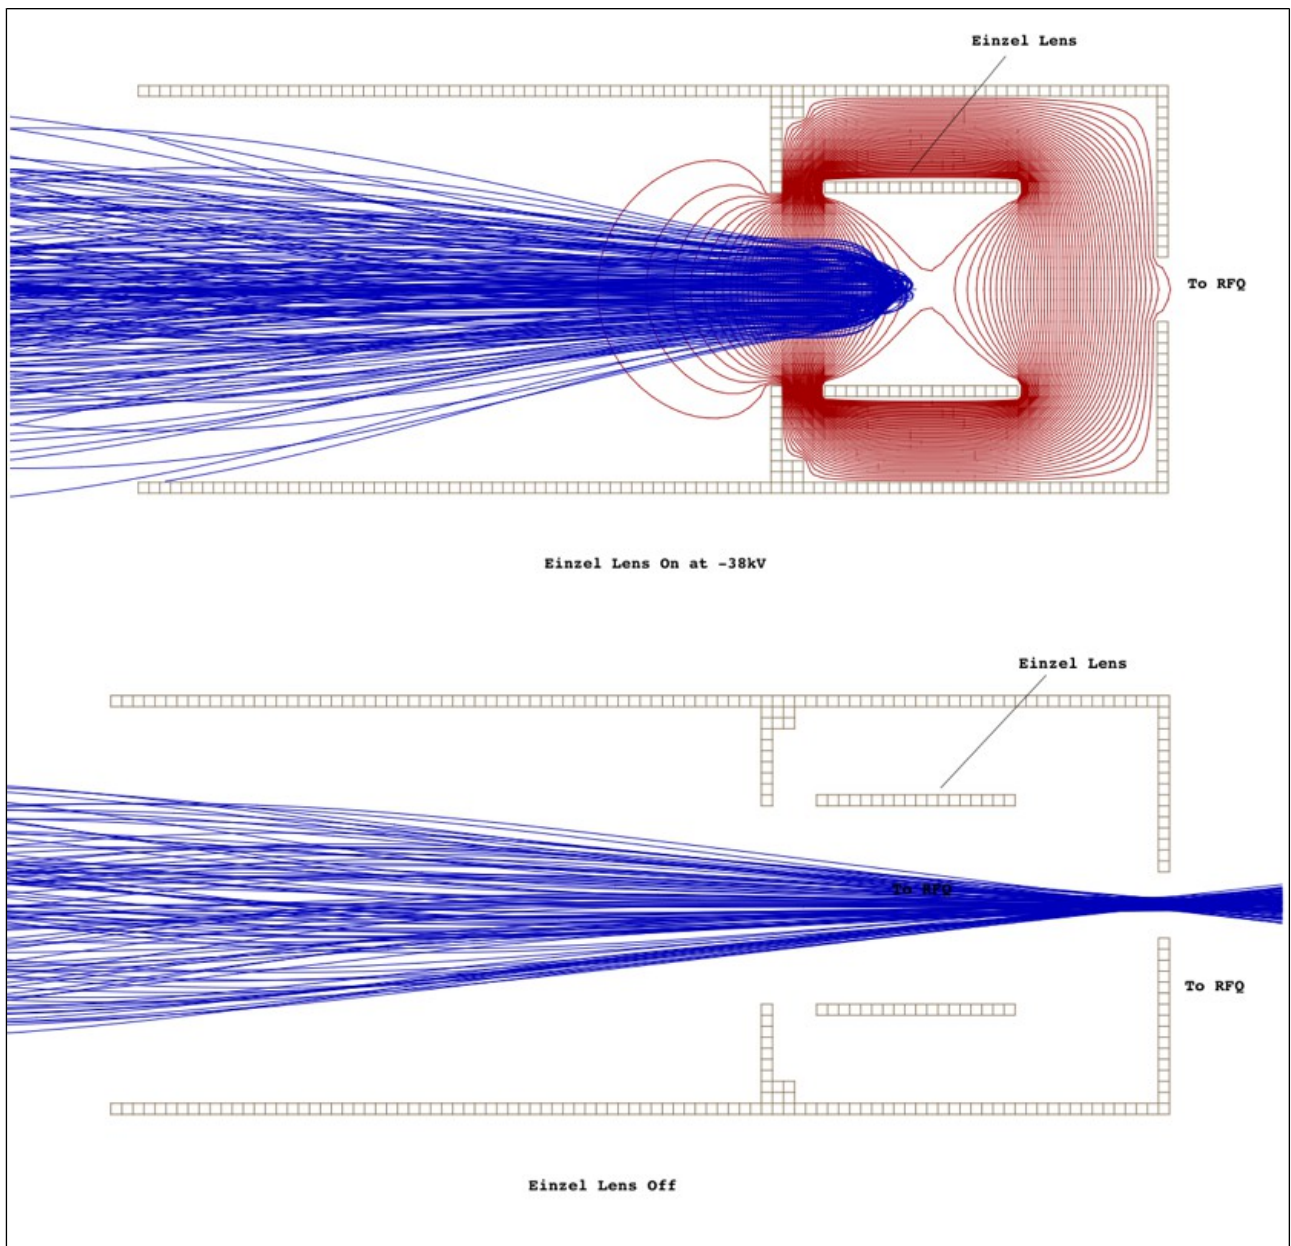 Einzel Lens
To RFQ
Einzel Lens On at -38kV
Einzel Lens
To RFQ
To RFQ
Einzel Lens Off